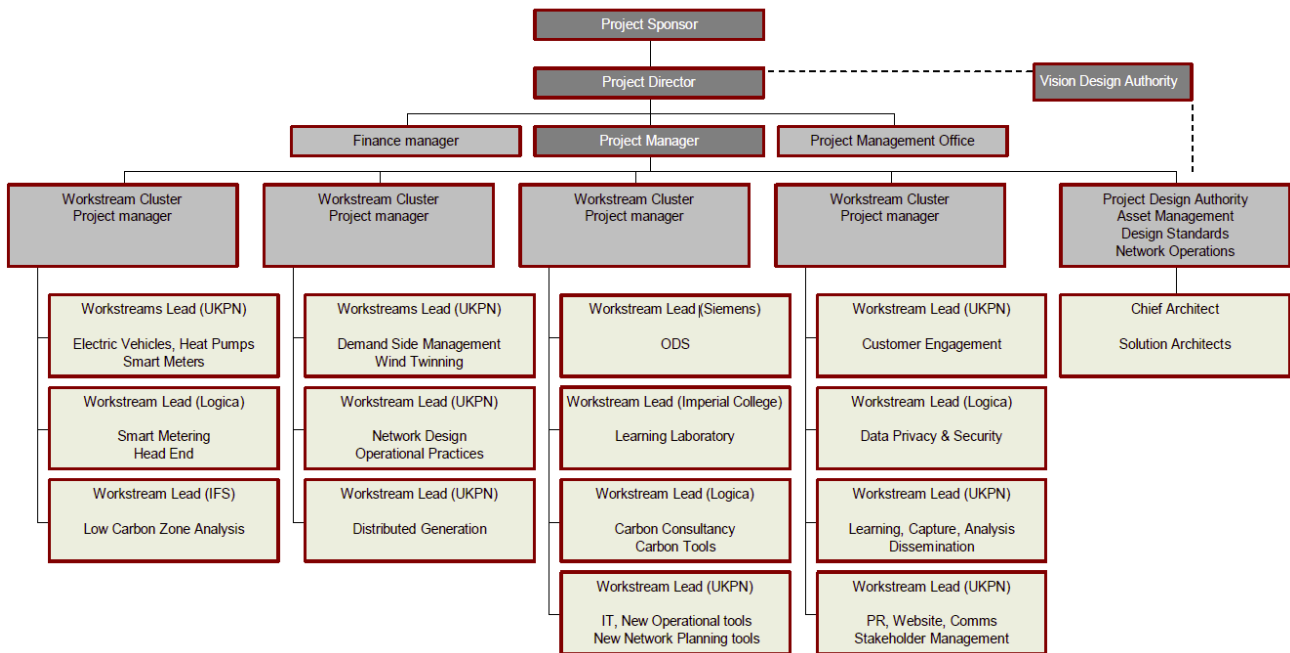 Project Sponsor
Project Director
Vision Design Authority
Finance manager
Project Manager
Project Management Office
Workstream Cluster
Project manager
Workstream Cluster
Project manager
Workstream Cluster
Project manager
Workstream Cluster
Project manager
Project Design Authority
Asset Management
Design Standards
Network Operations
Workstreams Lead (UKPN)
Electric Vehicles, Heat Pumps
Smart Meters
Workstream Lead (Logica)
Smart Metering
Head End
Workstream Lead (IFS)
Low Carbon Zone Analysis
Workstreams Lead (UKPN)
Demand Side Management
Wind Twinning
Workstream Lead (UKPN)
Network Design
Operational Practices
Workstream Lead (UKPN)
Distributed Generation
Workstream Lead (Siemens)
ODS
Workstream Lead (Imperial College)
Learning Laboratory
Workstream Lead (Logica)
Carbon Consultancy
Carbon Tools
Workstream Lead (UKPN)
IT, New Operational tools
New Network Planning tools
Workstream Lead (UKPN)
Customer Engagement
Workstream Lead (Logica)
Data Privacy & Security
Workstream Lead (UKPN)
Learning, Capture, Analysis
Dissemination
Workstream Lead (UKPN)
PR, Website, Comms
Stakeholder Management
Chief Architect
Solution Architects